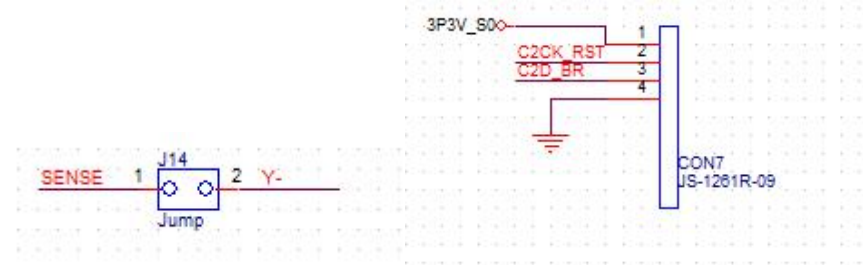 3P3V_S0
1
C2CK_RST 2
C2D_BR 3
4
CON7
JS-1261R-09
J14
SENSE 1 2 Y-
Jump